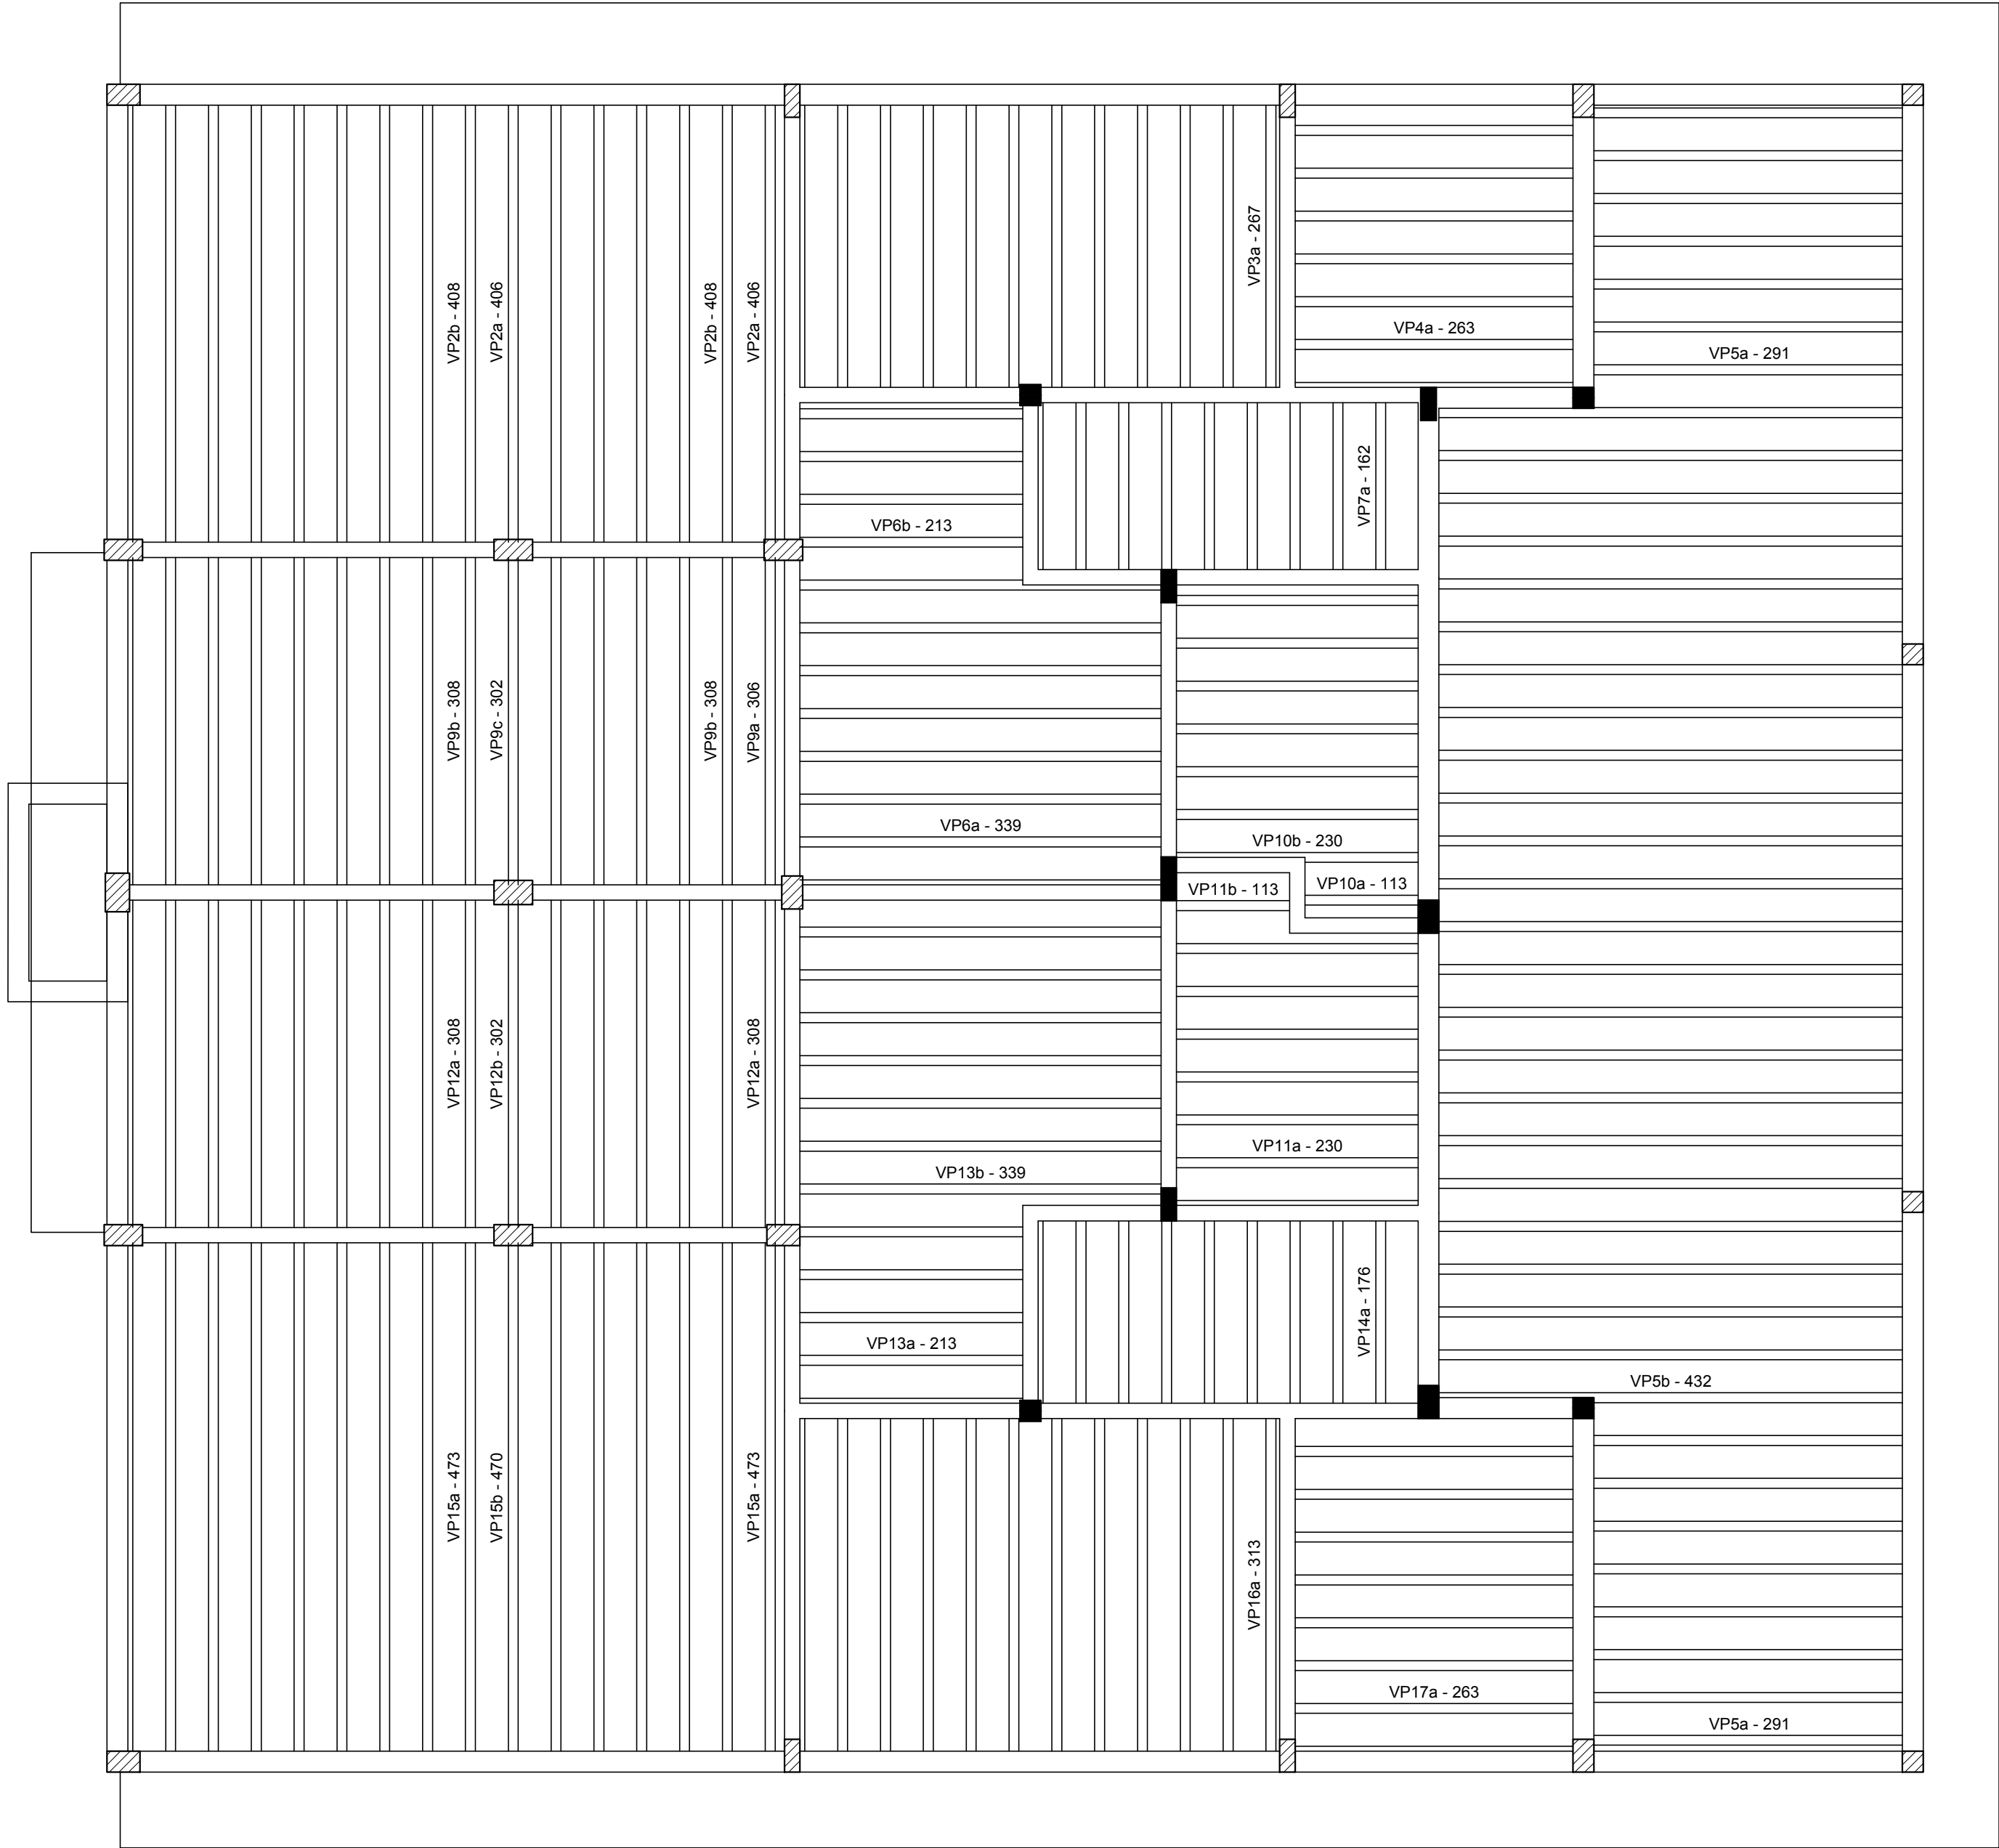 VP2b - 408
VP2a - 406
VP2b - 408
VP2a - 406
VP3a - 267
VP4a - 263
VP5a - 291
VP6b - 213
VP7a - 162
VP9b - 308
VP9c - 302
VP9b - 308
VP9a - 306
VP6a - 339
VP10b - 230
VP11b - 113
VP10a - 113
VP12a - 308
VP12b - 302
VP12a - 308
VP13b - 339
VP11a - 230
VP13a - 213
VP14a - 176
VP5b - 432
VP15a - 473
VP15b - 470
VP15a - 473
VP16a - 313
VP17a - 263
VP5a - 291